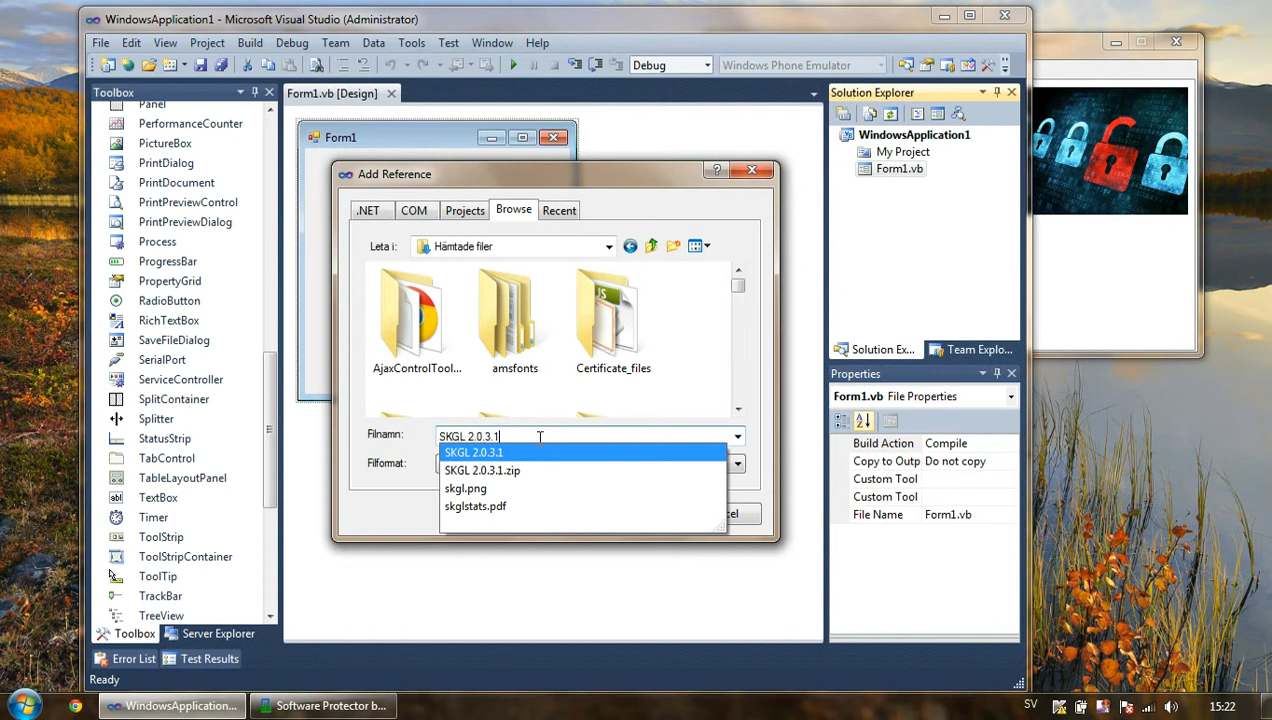 WindowsApplication1 - Microsoft Visual Studio (Administrator)
File Edit View Project Build Debug Team Data Tools Test Window Help
Debug
Windows Phone Emulator
Toolbox
Panel
PerformanceCounter
PictureBox
PrintDialog
PrintDocument
PrintPreviewControl
PrintPreviewDialog
Process
ProgressBar
PropertyGrid
RadioButton
RichTextBox
SaveFileDialog
SerialPort
ServiceController
SplitContainer
Splitter
StatusStrip
TabControl
TableLayoutPanel
TextBox
Timer
ToolStrip
ToolStripContainer
ToolTip
TrackBar
TreeView
Toolbox
Server Explorer
Error List
Test Results
Ready
Form1.vb [Design]
Form1
Add Reference
.NET COM Projects Browse Recent
Leta i:
Hämtade filer
AjaxControlTool...
amsfonts
JS
Certificate_files
Filnamn:
SKGL 2.0.3.1
SKGL 2.0.3.1
SKGL 2.0.3.1.zip
skgl.png
skglstats.pdf
Filformat:
cel
Solution Explorer
WindowsApplication1
My Project
Form1.vb
Solution Ex...
Team Explo...
Properties
Form1.vb File Properties
Build Action Compile
Copy to Outp Do not copy
Custom Tool
Custom Tool
File Name Form1.vb
WindowsApplication...
Software Protector b...
SV
15:22